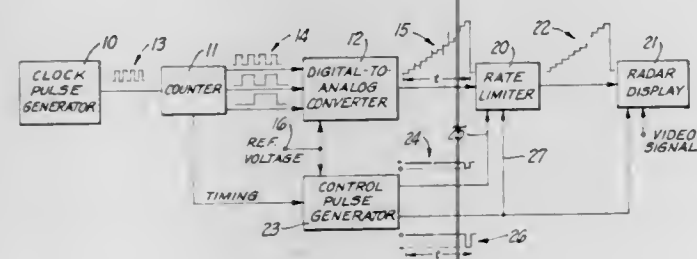 10
13
11
14
12
15
20
22
21
CLOCK
PULSE
GENERATOR
COUNTER
DIGITAL-TO-
ANALOG
CONVERTER
t
RATE
LIMITER
RADAR
DISPLAY
16
REF.
VOLTAGE
24
25
27
VIDEO
SIGNAL
TIMING
CONTROL
PULSE
GENERATOR
23
26
t